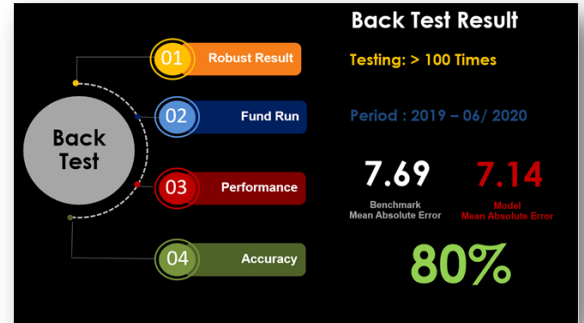 Back Test Result
01 Robust Result
Testing: > 100 Times
02 Fund Run
Period : 2019 – 06/ 2020
Back
Test
03 Performance
7.69 7.14
Benchmark Model
Mean Absolute Error Mean Absolute Error
04 Accuracy
80%